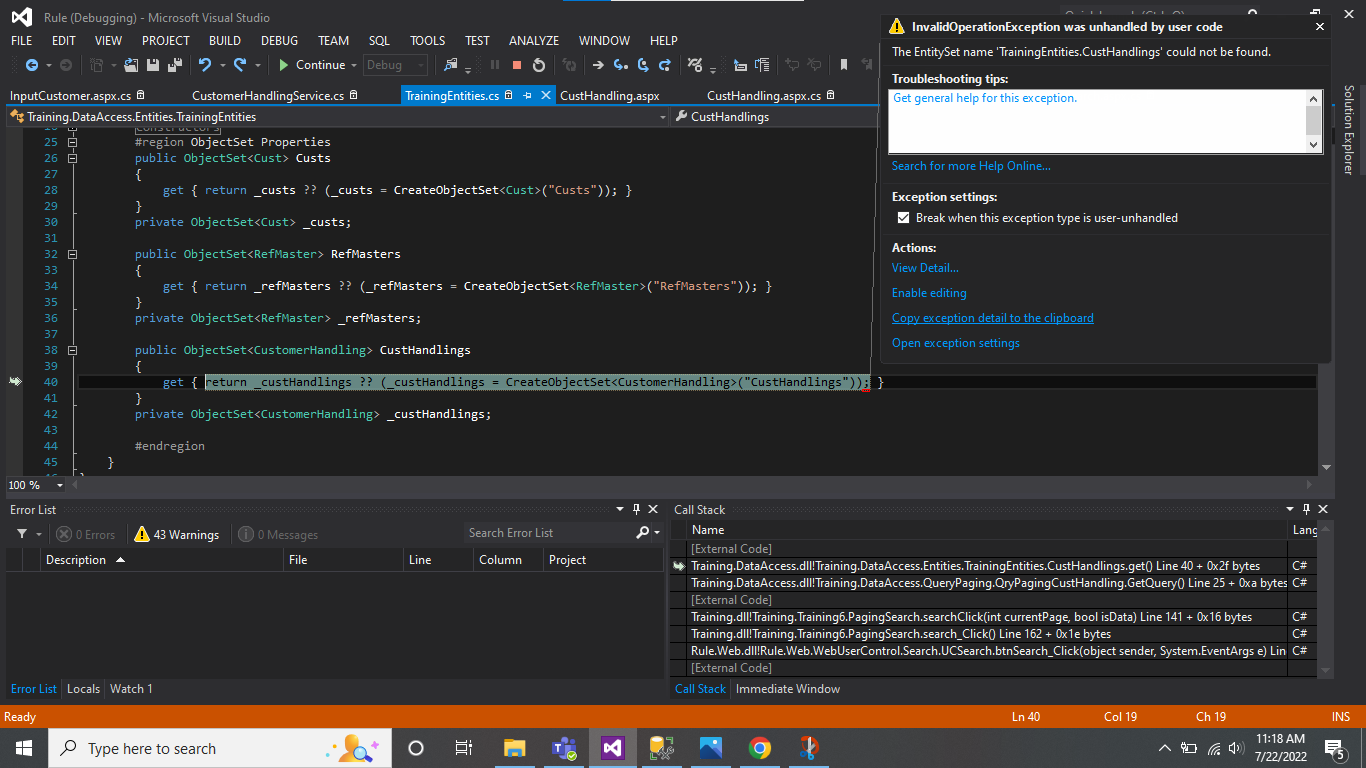 Rule (Debugging) - Microsoft Visual Studio
FILE EDIT VIEW PROJECT BUILD DEBUG TEAM SQL TOOLS TEST ANALYZE WINDOW HELP
Continue Debug
InputCustomer.aspx.cs CustomerHandlingService.cs TrainingEntities.cs CustHandling.aspx CustHandling.aspx.cs
Training.DataAccess.Entities.TrainingEntities CustHandlings
Constructors
25 #region ObjectSet Properties
26 public ObjectSet<Cust> Custs
27 {
28 get { return _custs ?? (_custs = CreateObjectSet<Cust>("Custs")); }
29 }
30 private ObjectSet<Cust> _custs;
31
32 public ObjectSet<RefMaster> RefMasters
33 {
34 get { return _refMasters ?? (_refMasters = CreateObjectSet<RefMaster>("RefMasters")); }
35 }
36 private ObjectSet<RefMaster> _refMasters;
37
38 public ObjectSet<CustomerHandling> CustHandlings
39 {
40 get { return _custHandlings ?? (_custHandlings = CreateObjectSet<CustomerHandling>("CustHandlings")); }
41 }
42 private ObjectSet<CustomerHandling> _custHandlings;
43
44 #endregion
45 }
100 %
InvalidOperationException was unhandled by user code
The EntitySet name 'TrainingEntities.CustHandlings' could not be found.
Troubleshooting tips:
Get general help for this exception.
Search for more Help Online...
Exception settings:
Break when this exception type is user-unhandled
Actions:
View Detail...
Enable editing
Copy exception detail to the clipboard
Open exception settings
Solution Explorer
Error List
0 Errors 43 Warnings 0 Messages Search Error List
Description File Line Column Project
Error List Locals Watch 1
Call Stack
Name Lang
[External Code]
Training.DataAccess.dll!Training.DataAccess.Entities.TrainingEntities.CustHandlings.get() Line 40 + 0x2f bytes C#
Training.DataAccess.dll!Training.DataAccess.QueryPaging.QryPagingCustHandling.GetQuery() Line 25 + 0xa bytes C#
[External Code]
Training.dll!Training.Training6.PagingSearch.searchClick(int currentPage, bool isData) Line 141 + 0x16 bytes C#
Training.dll!Training.Training6.PagingSearch.search_Click() Line 162 + 0x1e bytes C#
Rule.Web.dll!Rule.Web.WebUserControl.Search.UCSearch.btnSearch_Click(object sender, System.EventArgs e) Lin C#
[External Code]
Call Stack Immediate Window
Ready Ln 40 Col 19 Ch 19 INS
Type here to search
11:18 AM
7/22/2022
5